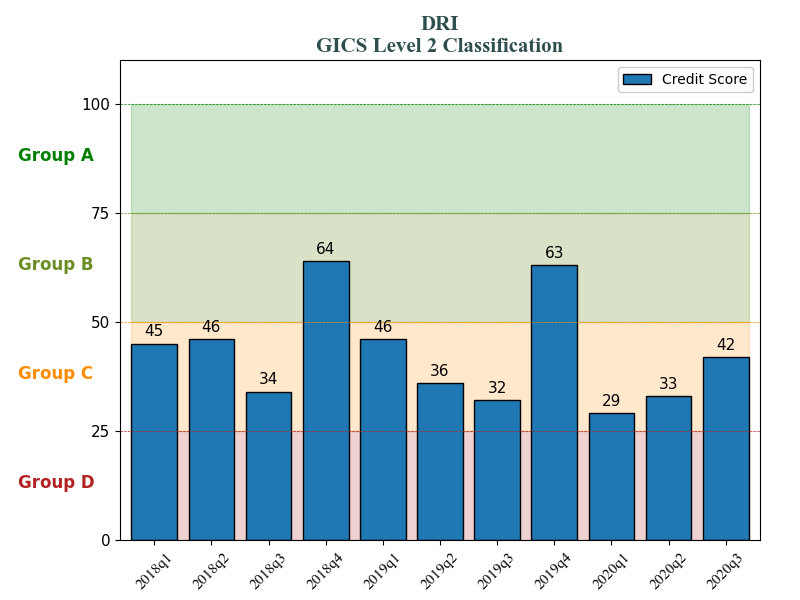 DRI
GICS Level 2 Classification
Credit Score
100
Group A
75
Group B
64
63
50
45
46
46
42
Group C
34
36
32
29
33
25
Group D
0
2018q1
2018q2
2018q3
2018q4
2019q1
2019q2
2019q3
2019q4
2020q1
2020q2
2020q3